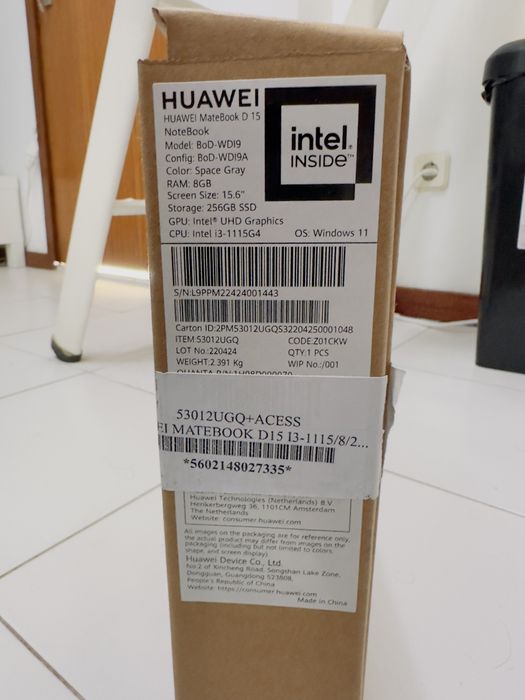 HUAWEI
HUAWEI MateBook D 15
NoteBook
Model: BoD-WDI9
Config: BoD-WDI9A
Color: Space Gray
RAM: 8GB
Screen Size: 15.6"
Storage: 256GB SSD
GPU: Intel® UHD Graphics
CPU: Intel i3-1115G4
OS: Windows 11
intel.
INSIDE™
S/N:L9PPM22424001443
Carton ID:2PM53012UGQS32204250001048
ITEM:53012UGQ
CODE:Z01CKW
LOT No.:220424
QTY:1 PCS
WEIGHT:2.391 Kg
WIP No.:/001
53012UGQ+ACESS
EI MATEBOOK D15 I3-1115/8/2...
*5602148027335*
Huawei Technologies (Netherlands) B.V.
Herikerbergweg 36, 1101CM Amsterdam
The Netherlands
Website: consumer.huawei.com
All images on the packaging are for reference only,
the actual product may differ from images on the
packaging (including but not limited to colors,
shape, and screen display).
Huawei Device Co., Ltd.
No.2 of Xincheng Road, Songshan Lake Zone,
Dongguan, Guangdong 523808,
People's Republic of China
Website: https://consumer.huawei.com
Made in China